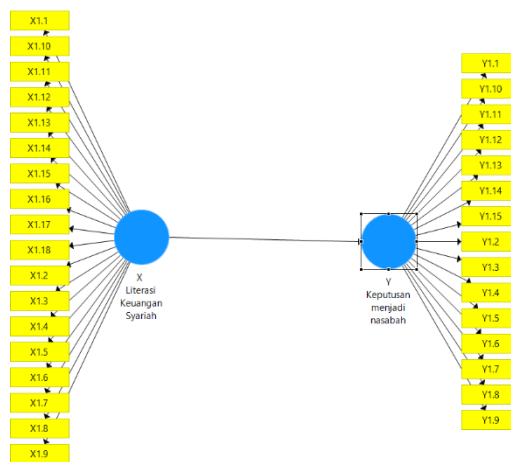 X1.1
X1.10
X1.11
X1.12
X1.13
X1.14
X1.15
X1.16
X1.17
X1.18
X1.2
X1.3
X1.4
X1.5
X1.6
X1.7
X1.8
X1.9
X
Literasi
Keuangan
Syariah
Y
Keputusan
menjadi
nasabah
Y1.1
Y1.10
Y1.11
Y1.12
Y1.13
Y1.14
Y1.15
Y1.2
Y1.3
Y1.4
Y1.5
Y1.6
Y1.7
Y1.8
Y1.9